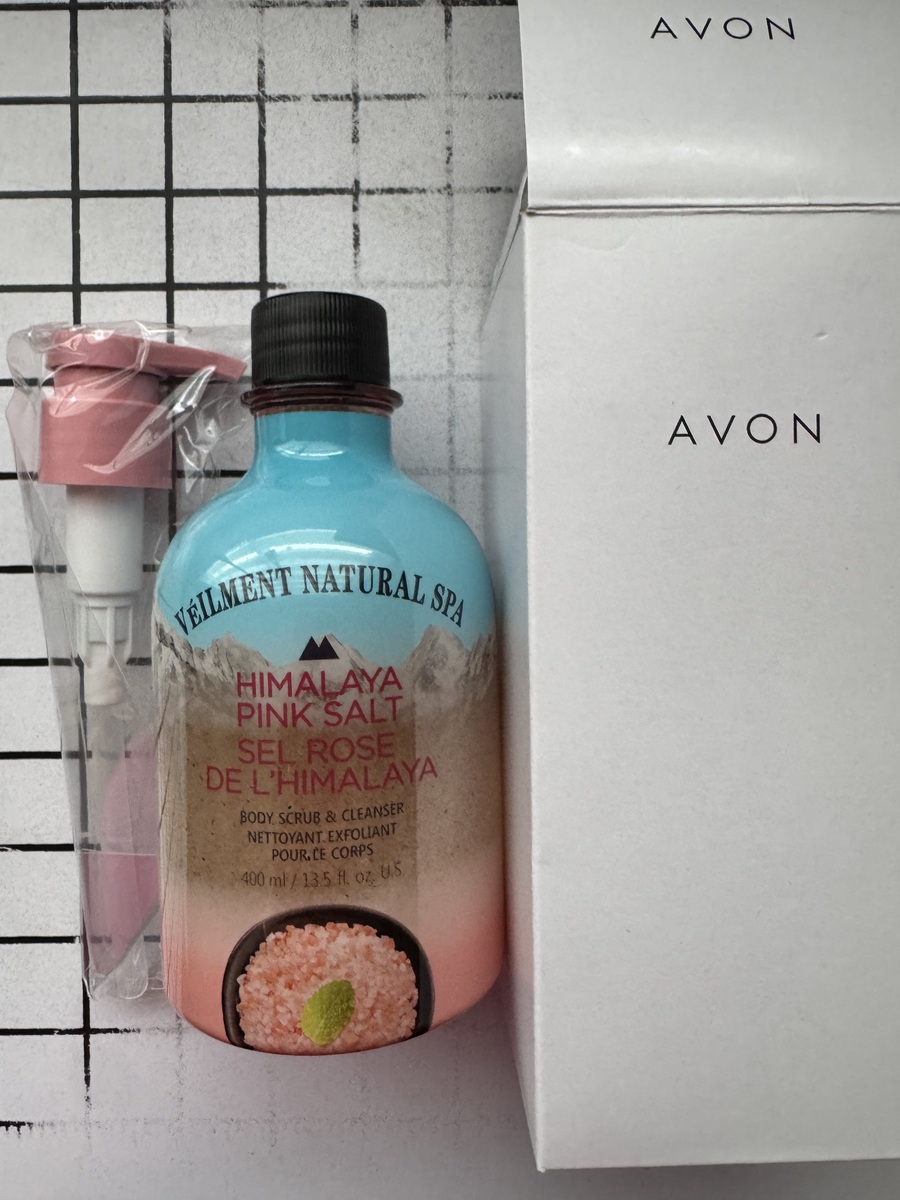 AVON
AVON
VÉILMENT NATURAL SPA
HIMALAYA
PINK SALT
SEL ROSE
DE L'HIMALAYA
BODY SCRUB & CLEANSER
NETTOYANT EXFOLIANT
POUR LE CORPS
400 ml / 13.5 fl. oz. U.S.